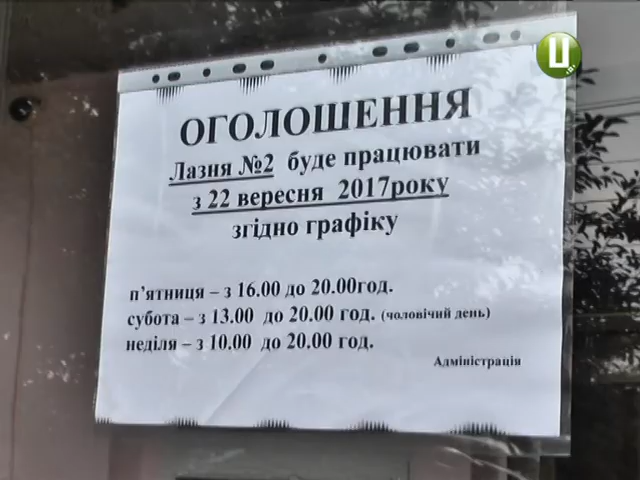 Ц
ОГОЛОШЕННЯ
Лазня №2 буде працювати
з 22 вересня 2017року
згідно графіку
п’ятниця – з 16.00 до 20.00год.
субота – з 13.00 до 20.00 год. (чоловічий день)
неділя – з 10.00 до 20.00 год.
Адміністрація